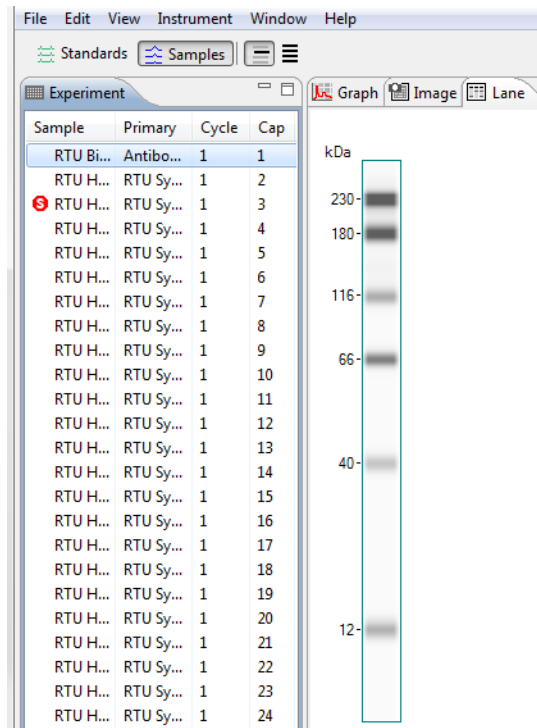 File Edit View Instrument Window Help
Standards Samples
Experiment
Graph Image Lane
Sample Primary Cycle Cap
RTU Bi... Antibo... 1 1
RTU H... RTU Sy... 1 2
S RTU H... RTU Sy... 1 3
RTU H... RTU Sy... 1 4
RTU H... RTU Sy... 1 5
RTU H... RTU Sy... 1 6
RTU H... RTU Sy... 1 7
RTU H... RTU Sy... 1 8
RTU H... RTU Sy... 1 9
RTU H... RTU Sy... 1 10
RTU H... RTU Sy... 1 11
RTU H... RTU Sy... 1 12
RTU H... RTU Sy... 1 13
RTU H... RTU Sy... 1 14
RTU H... RTU Sy... 1 15
RTU H... RTU Sy... 1 16
RTU H... RTU Sy... 1 17
RTU H... RTU Sy... 1 18
RTU H... RTU Sy... 1 19
RTU H... RTU Sy... 1 20
RTU H... RTU Sy... 1 21
RTU H... RTU Sy... 1 22
RTU H... RTU Sy... 1 23
RTU H... RTU Sy... 1 24
kDa
230-
180-
116-
66-
40-
12-